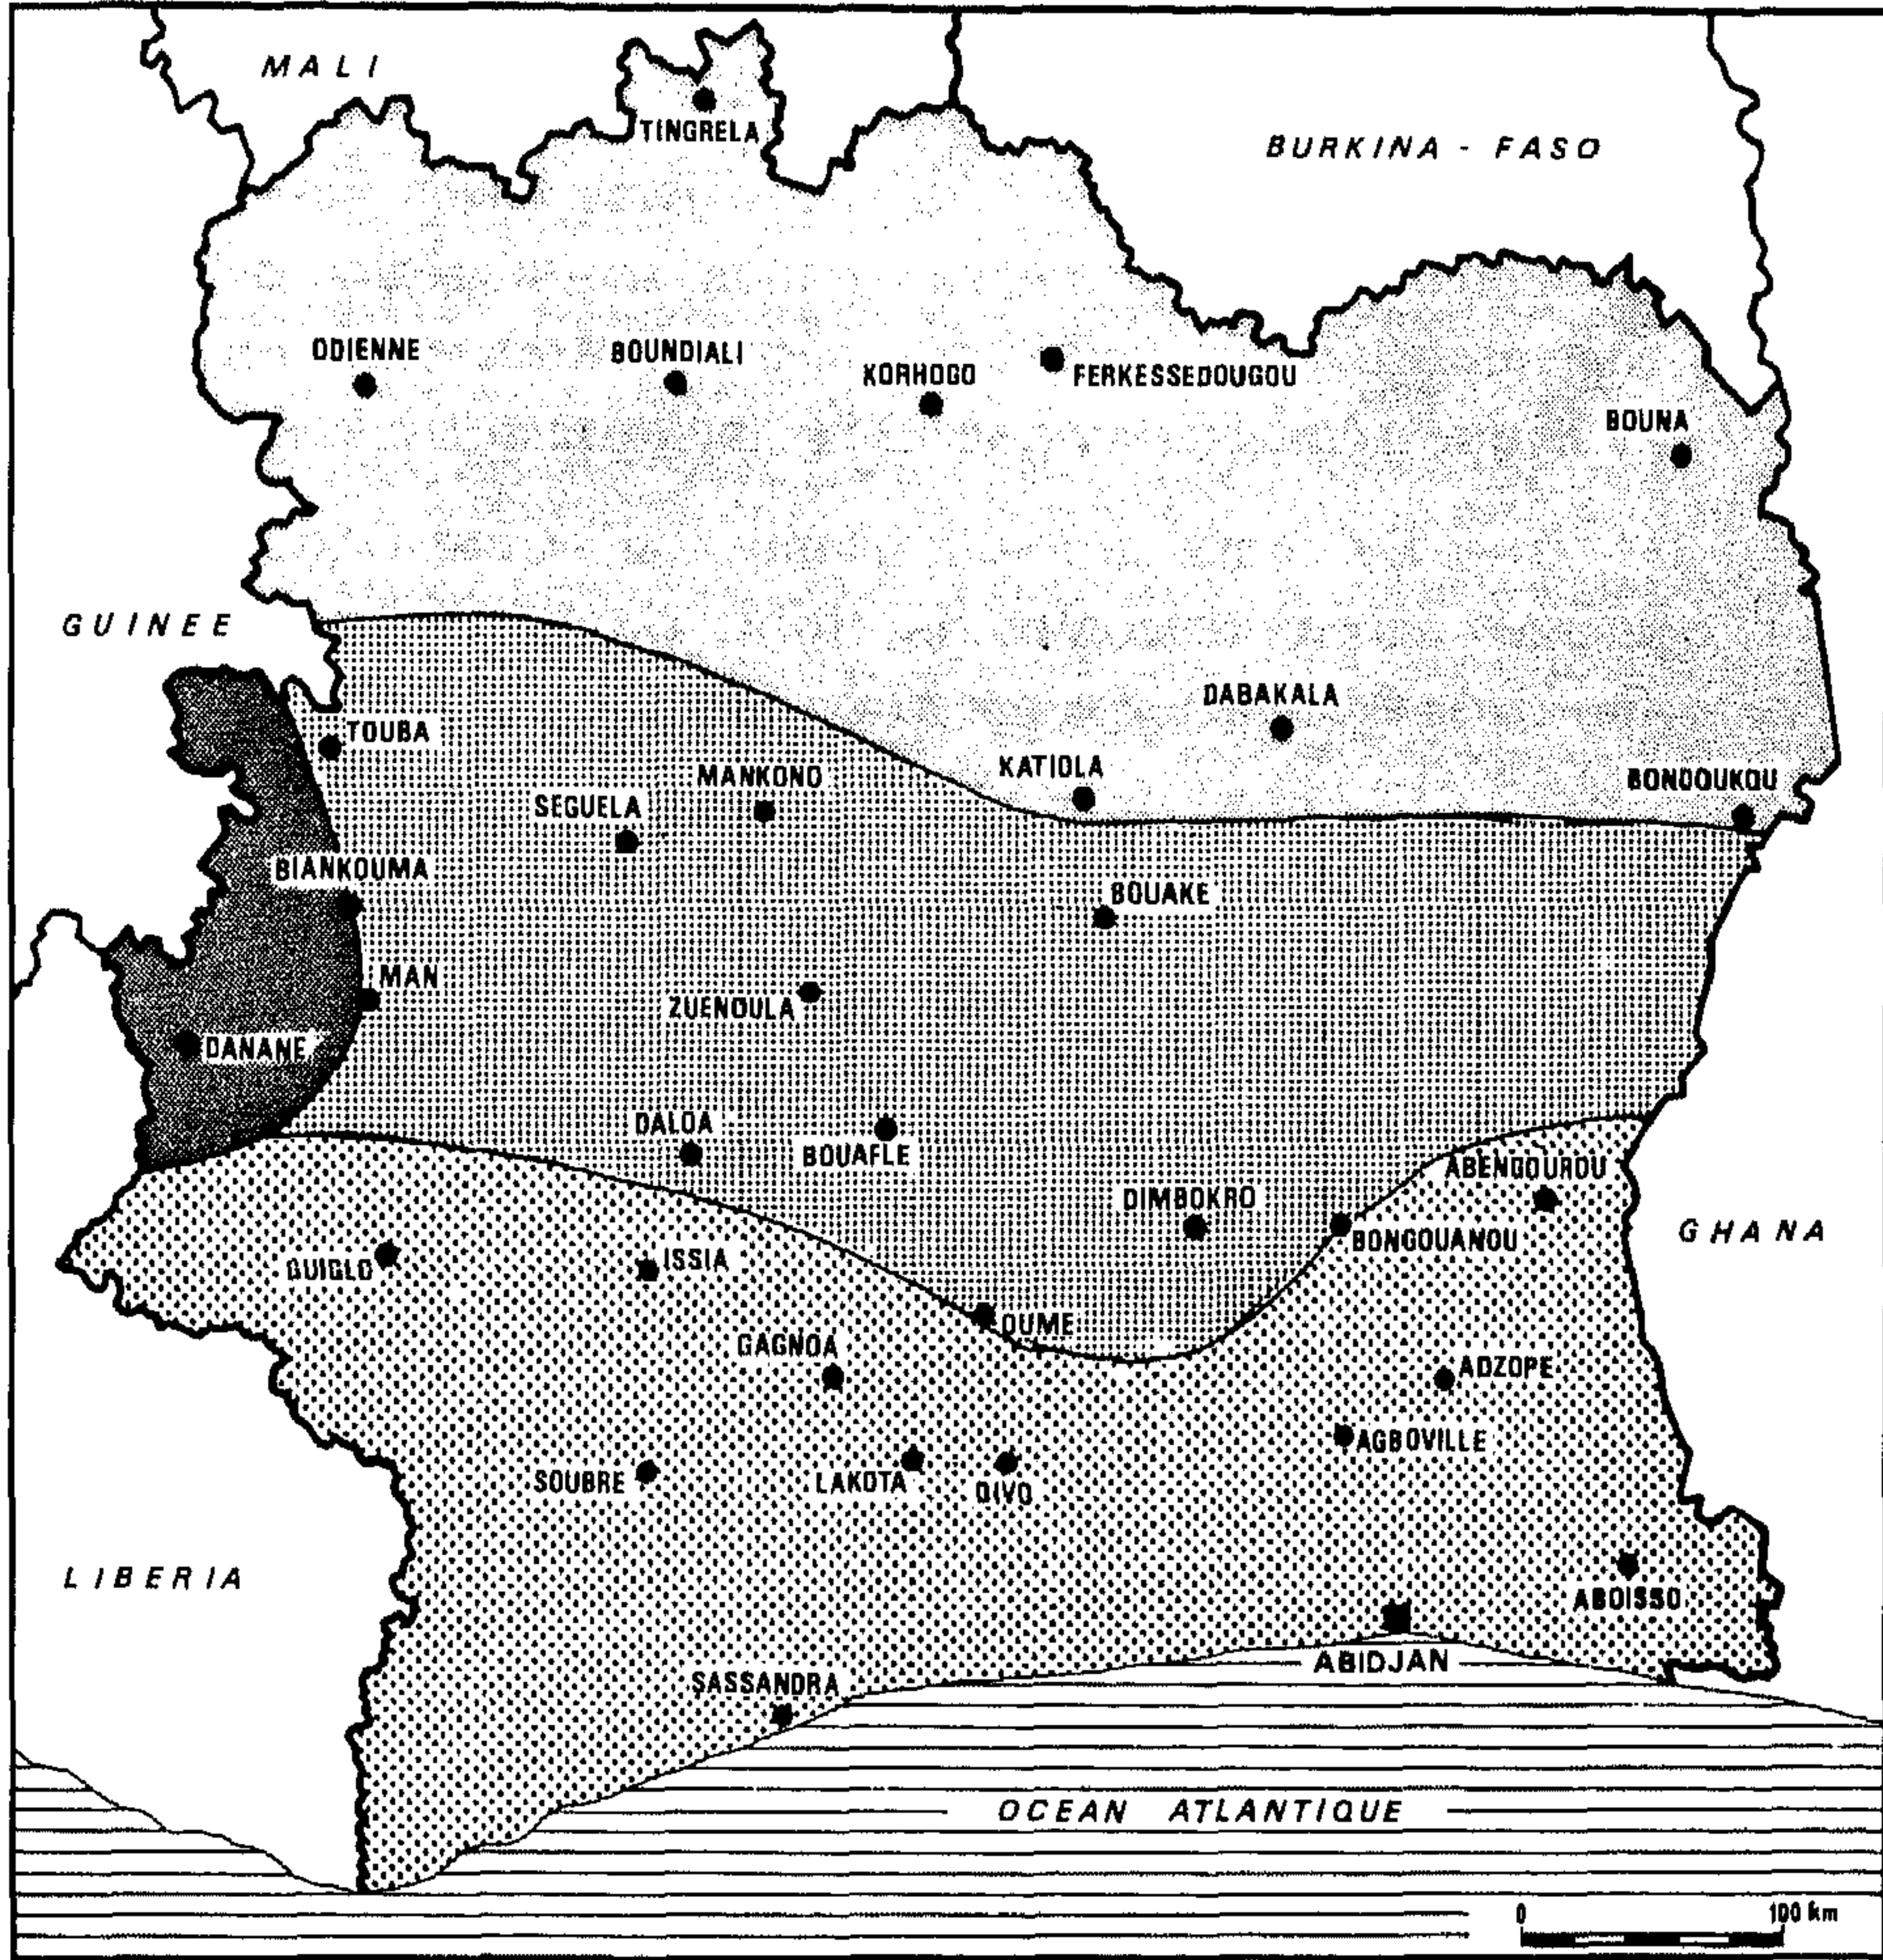 MALI
TINGRELA
BURKINA - FASO
ODIENNE
BOUNDIALI
KORHOGO
FERKESSEDOUGOU
BOUNA
GUINEE
DABAKALA
TOUBA
KATIOLA
MANKONO
BONDOUKOU
SEGUELA
BIANKOUMA
BOUAKE
MAN
ZUENOULA
DANANE
DALOA
BOUAFLE
ABENGOUROU
DIMBOKRO
GHANA
BONGOUANOU
GUIGLO
ISSIA
OUME
GAGNOA
ADZOPE
AGBOVILLE
SOUBRE
LAKOTA
DIVO
LIBERIA
ABOISSO
ABIDJAN
SASSANDRA
OCEAN ATLANTIQUE
0 100 km